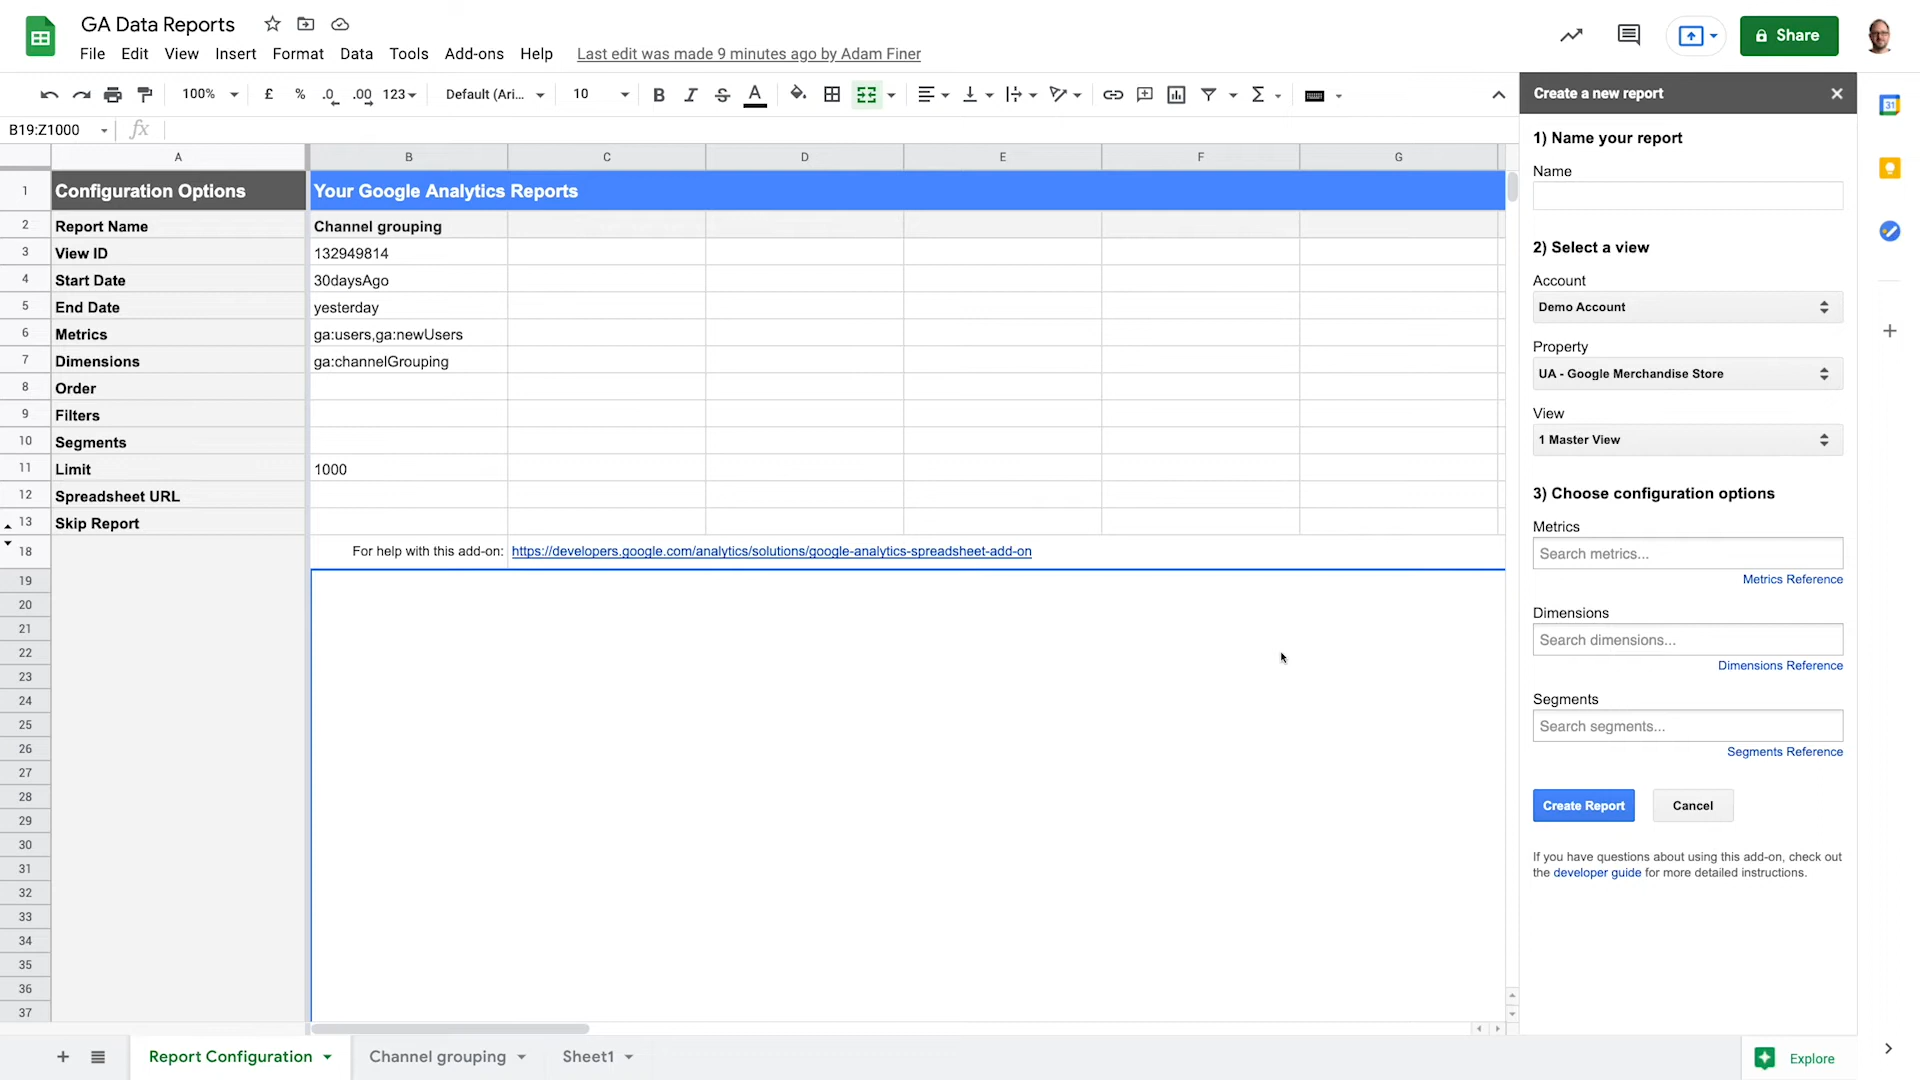 GA Data Reports
File Edit View Insert Format Data Tools Add-ons Help Last edit was made 9 minutes ago by Adam Finer
Share
100% £ % .0 .00 123 Default (Ari... 10 B I S A
B19:Z1000 fx
A B C D E F G
1 Configuration Options Your Google Analytics Reports
2 Report Name Channel grouping
3 View ID 132949814
4 Start Date 30daysAgo
5 End Date yesterday
6 Metrics ga:users,ga:newUsers
7 Dimensions ga:channelGrouping
8 Order
9 Filters
10 Segments
11 Limit 1000
12 Spreadsheet URL
13 Skip Report
18 For help with this add-on: https://developers.google.com/analytics/solutions/google-analytics-spreadsheet-add-on
19
20
21
22
23
24
25
26
27
28
29
30
31
32
33
34
35
36
37
Report Configuration Channel grouping Sheet1
Explore
Create a new report
1) Name your report
Name
2) Select a view
Account
Demo Account
Property
UA - Google Merchandise Store
View
1 Master View
3) Choose configuration options
Metrics
Search metrics...
Metrics Reference
Dimensions
Search dimensions...
Dimensions Reference
Segments
Search segments...
Segments Reference
Create Report Cancel
If you have questions about using this add-on, check out
the developer guide for more detailed instructions.
31